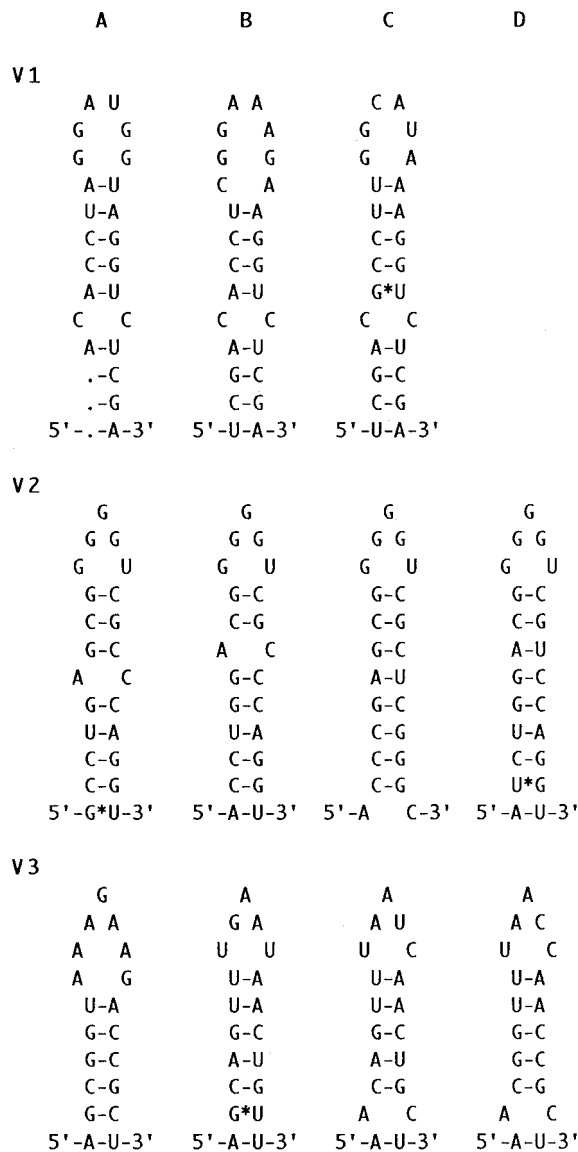 A B C D
V1
A U A A C A
G G G A G U
G G G G G A
A-U C A U-A
U-A U-A U-A
C-G C-G C-G
C-G C-G C-G
A-U A-U G*U
C C C C C C
A-U A-U A-U
.-C G-C G-C
.-G C-G C-G
5'-.-A-3' 5'-U-A-3' 5'-U-A-3'
V2
G G G G
G G G G G G G G
G U G U G U G U
G-C G-C G-C G-C
C-G C-G C-G C-G
G-C A C G-C A-U
A C G-C A-U G-C
G-C G-C G-C G-C
U-A U-A C-G U-A
C-G C-G C-G C-G
C-G C-G C-G U*G
5'-G*U-3' 5'-A-U-3' 5'-A C-3' 5'-A-U-3'
V3
G A A A
A A G A A U A C
A A U U U C U C
A G U-A U-A U-A
U-A U-A U-A U-A
G-C G-C G-C G-C
G-C A-U A-U G-C
C-G C-G C-G C-G
G-C G*U A C A C
5'-A-U-3' 5'-A-U-3' 5'-A-U-3' 5'-A-U-3'